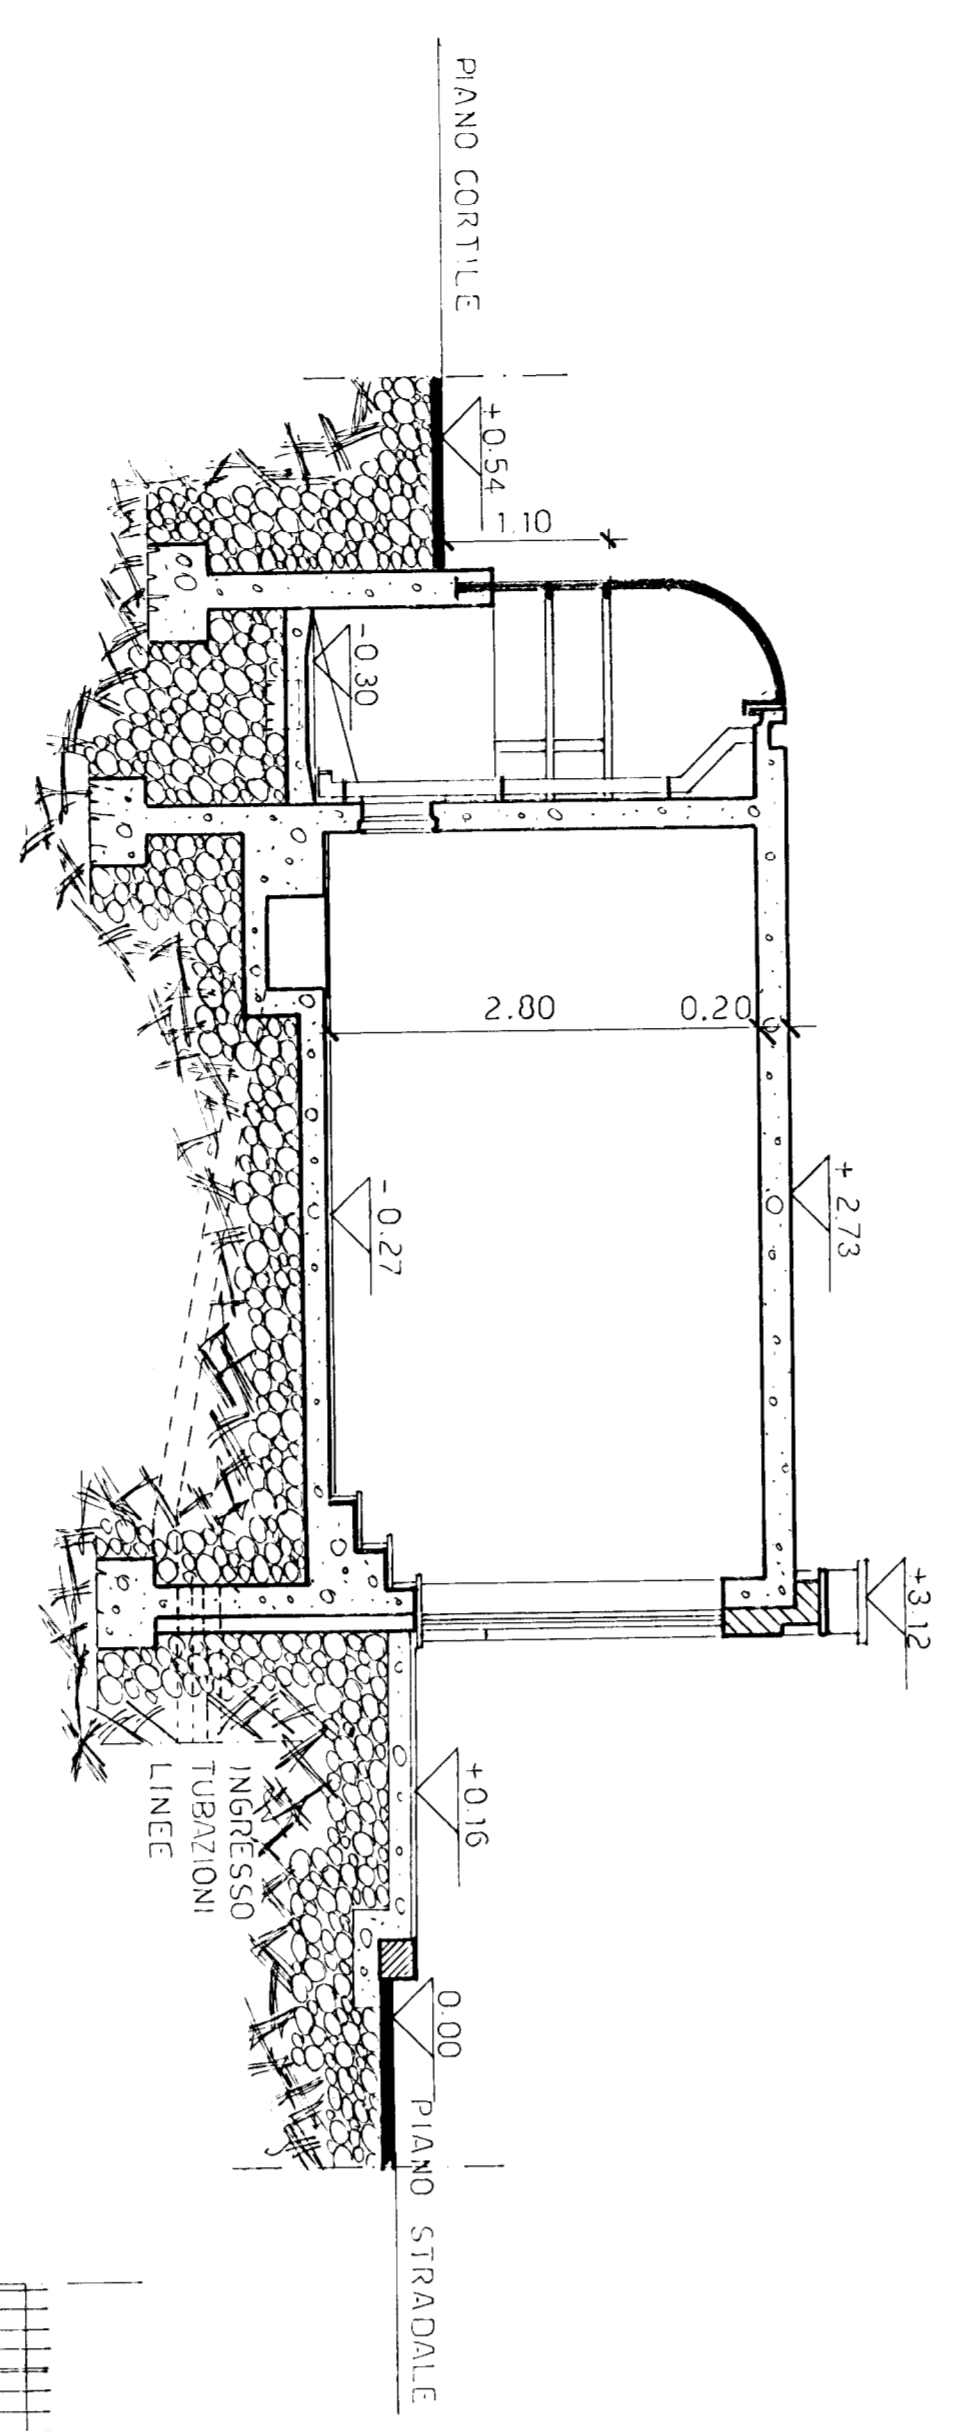 PIANO CORTILE
+0.54
1,10
-0.30
2.80
0.20
+2.73
-0.27
+3.12
+0.16
INGRESSO
TUBAZIONI
LINEE
0.00
PIANO STRADALE